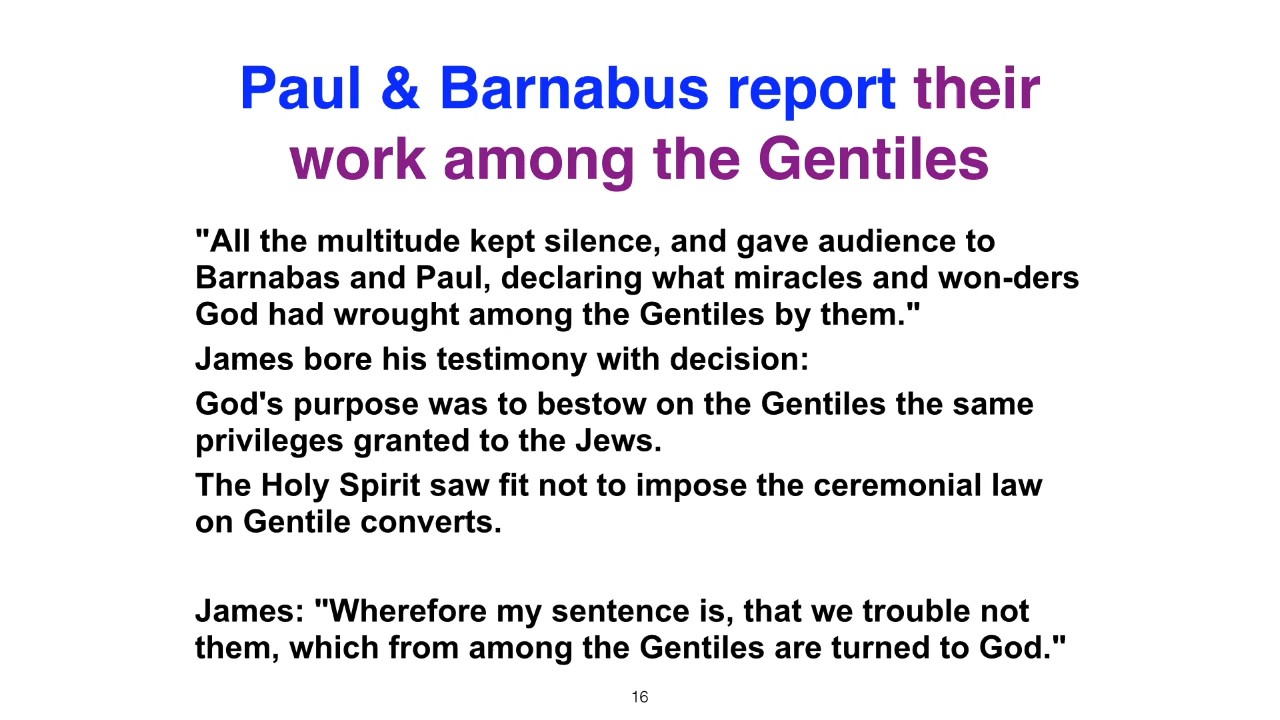 Paul & Barnabus report their
work among the Gentiles
"All the multitude kept silence, and gave audience to
Barnabas and Paul, declaring what miracles and won-ders
God had wrought among the Gentiles by them."
James bore his testimony with decision:
God's purpose was to bestow on the Gentiles the same
privileges granted to the Jews.
The Holy Spirit saw fit not to impose the ceremonial law
on Gentile converts.
James: "Wherefore my sentence is, that we trouble not
them, which from among the Gentiles are turned to God."
16